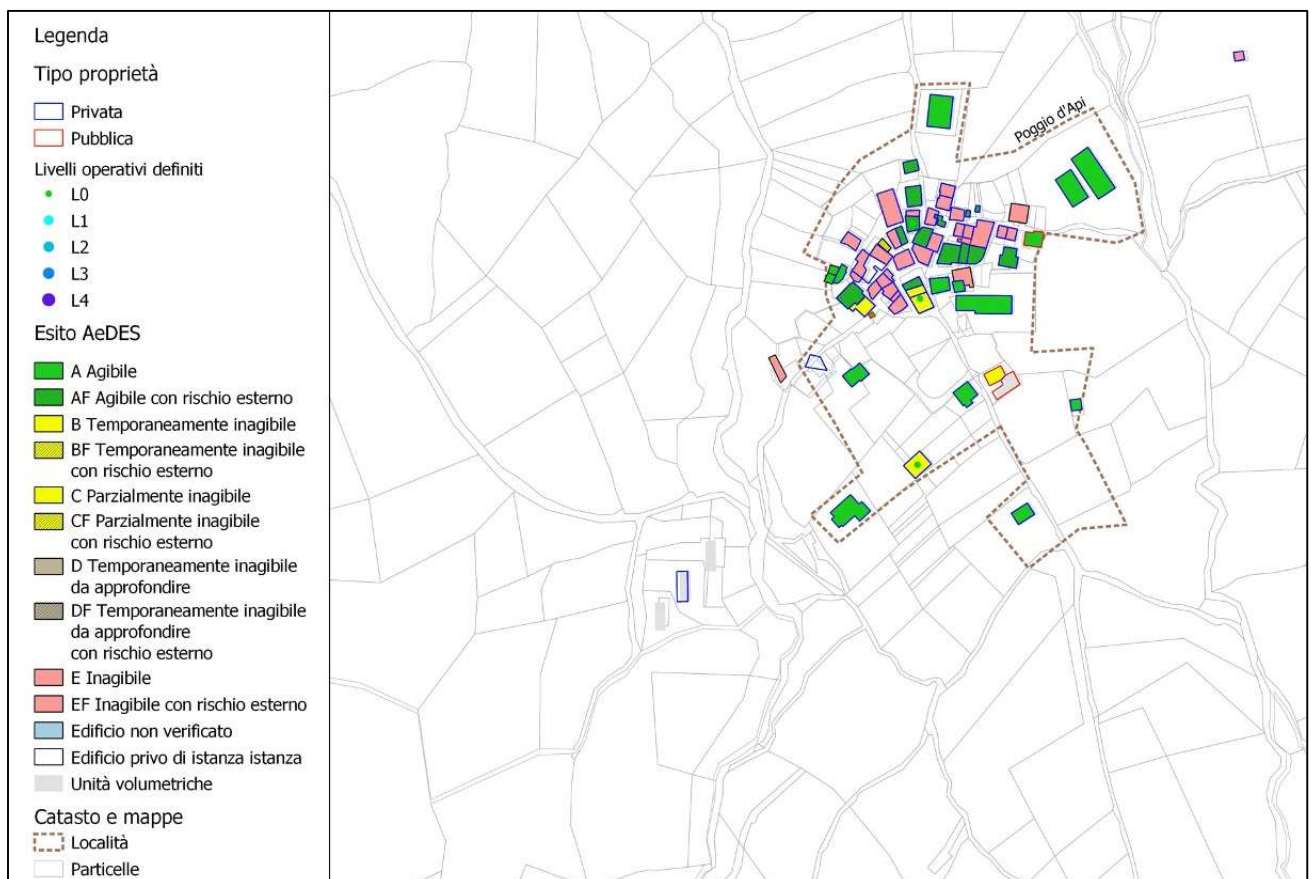 Legenda
Tipo proprietà
Privata
Pubblica
Livelli operativi definiti
L0
L1
L2
L3
L4
Esito AeDES
A Agibile
AF Agibile con rischio esterno
B Temporaneamente inagibile
BF Temporaneamente inagibile
con rischio esterno
C Parzialmente inagibile
CF Parzialmente inagibile
con rischio esterno
D Temporaneamente inagibile
da approfondire
DF Temporaneamente inagibile
da approfondire
con rischio esterno
E Inagibile
EF Inagibile con rischio esterno
Edificio non verificato
Edificio privo di istanza istanza
Unità volumetriche
Catasto e mappe
Località
Particelle
Poggio d'Api